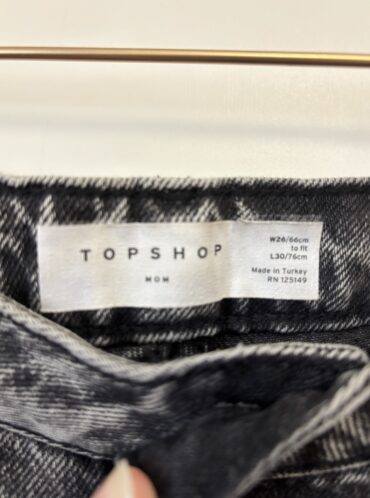 TOPSHOP
MOM
W26/66cm
to fit
L30/76cm
Made in Turkey
RN 125149